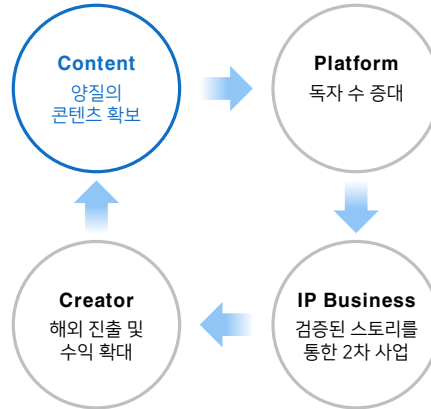 Content
양질의
콘텐츠 확보
Platform
독자 수 증대
Creator
해외 진출 및
수익 확대
IP Business
검증된 스토리를
통한 2차 사업